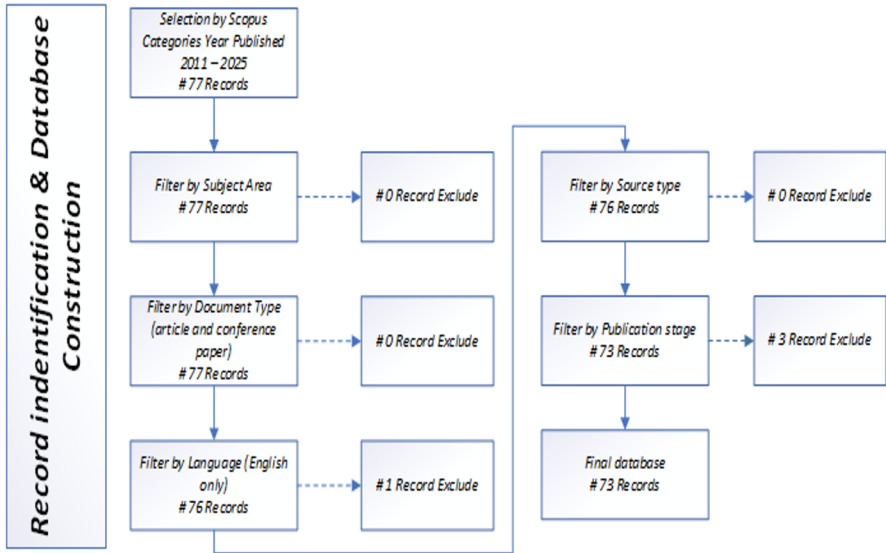 Record indentification & Database
Construction
Selection by Scopus
Categories Year Published
2011 – 2025
# 77 Records
Filter by Subject Area
# 77 Records
# 0 Record Exclude
Filter by Document Type
(article and conference
paper)
# 77 Records
# 0 Record Exclude
Filter by Language (English
only)
# 76 Records
# 1 Record Exclude
Filter by Source type
# 76 Records
# 0 Record Exclude
Filter by Publication stage
# 73 Records
# 3 Record Exclude
Final database
# 73 Records